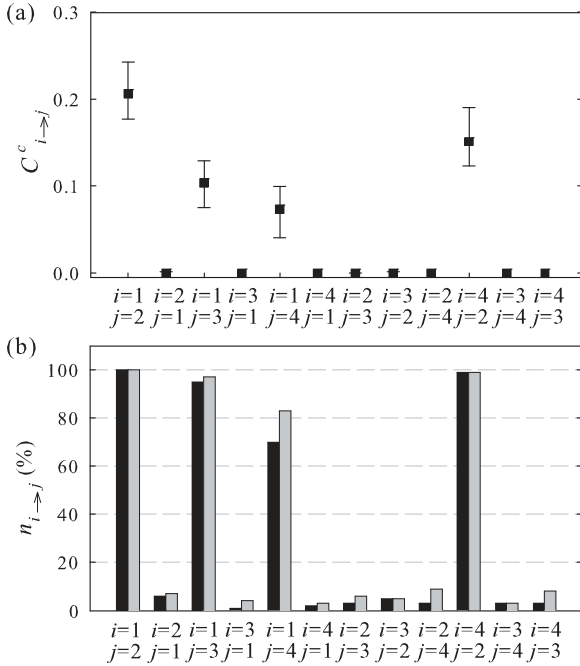 (a)
0.3
0.2
0.1
0.0
C^c_{i→j}
i=1 i=2 i=1 i=3 i=1 i=4 i=2 i=3 i=2 i=4 i=3 i=4
j=2 j=1 j=3 j=1 j=4 j=1 j=3 j=2 j=4 j=2 j=4 j=3
(b)
100
80
60
40
20
0
n_{i→j} (%)
i=1 i=2 i=1 i=3 i=1 i=4 i=2 i=3 i=2 i=4 i=3 i=4
j=2 j=1 j=3 j=1 j=4 j=1 j=3 j=2 j=4 j=2 j=4 j=3